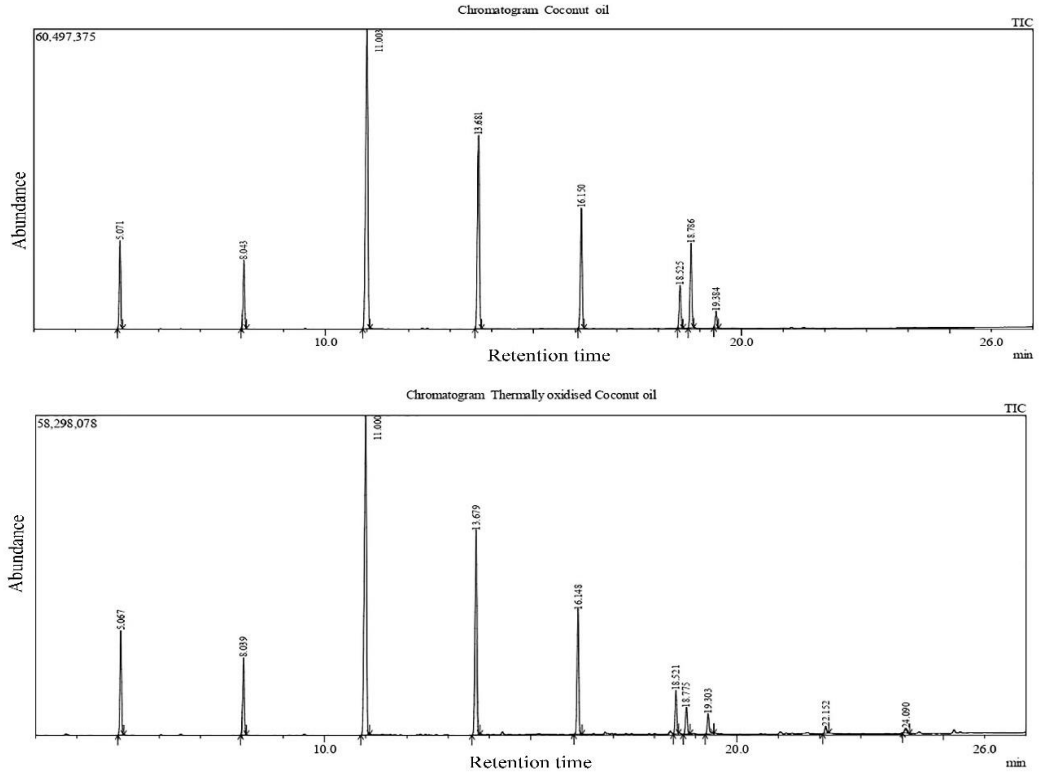 Chromatogram Coconut oil
TIC
60,497,375
11.003
13.681
16.150
5.071
18.786
8.043
18.525
19.384
Abundance
10.0
20.0
26.0
Retention time
min
Chromatogram Thermally oxidised Coconut oil
TIC
58,298,078
11.000
13.679
16.148
5.067
8.039
18.521
18.775
19.303
22.152
24.090
Abundance
10.0
20.0
26.0
Retention time
min